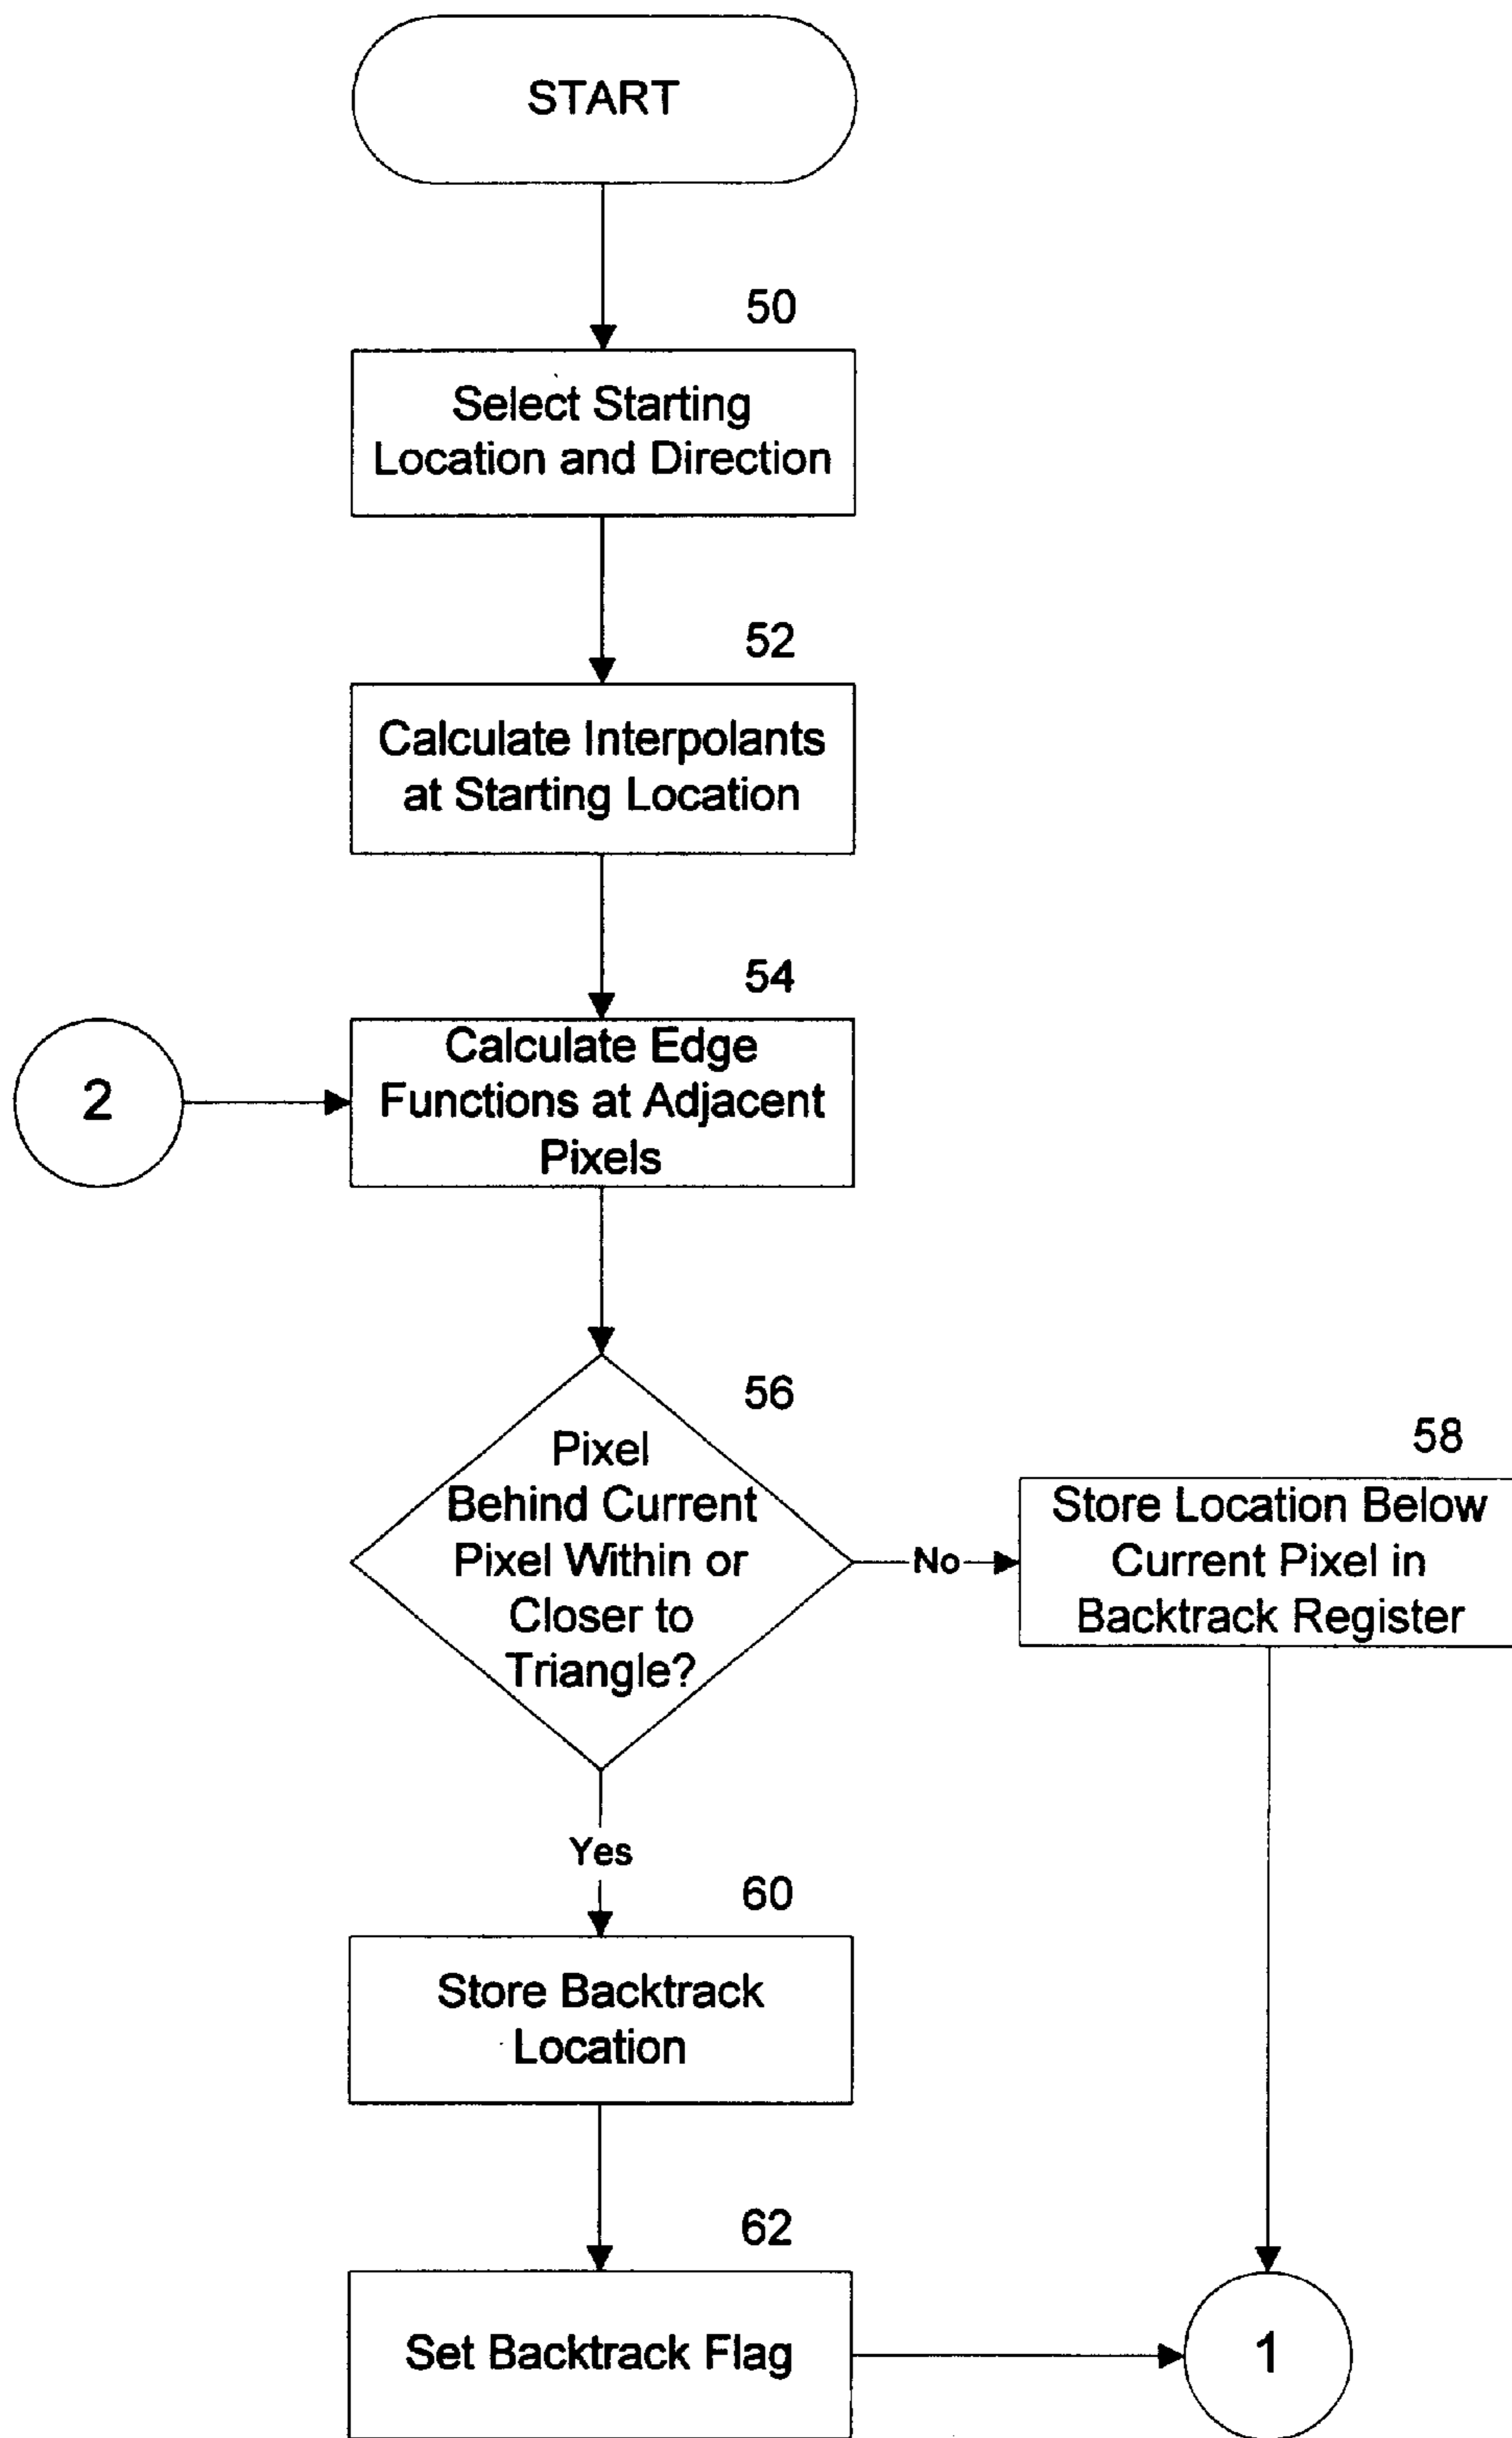 START
50
Select Starting
Location and Direction
52
Calculate Interpolants
at Starting Location
54
2
Calculate Edge
Functions at Adjacent
Pixels
56
Pixel
Behind Current
Pixel Within or
Closer to
Triangle?
No
58
Store Location Below
Current Pixel in
Backtrack Register
Yes
60
Store Backtrack
Location
62
Set Backtrack Flag
1